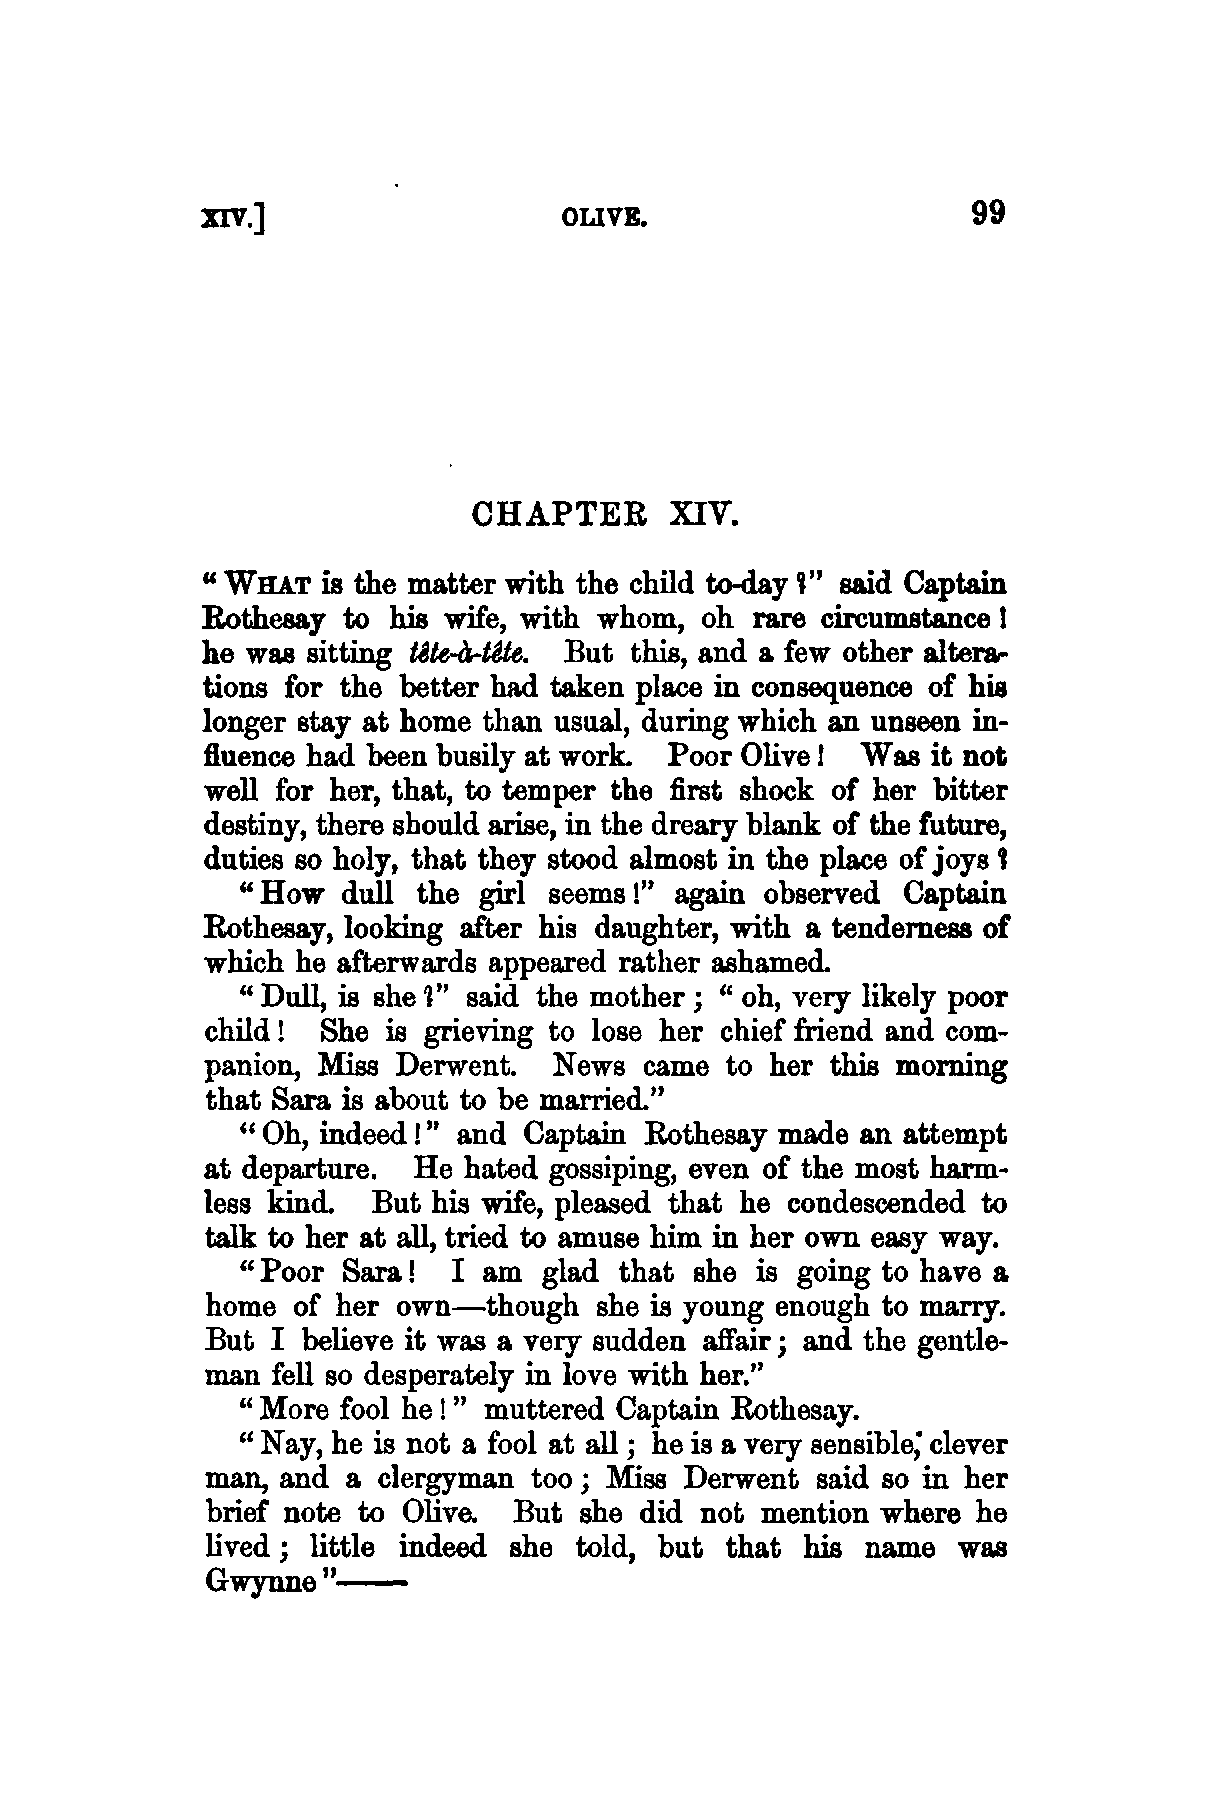 XIV.] OLIVE. 99
CHAPTER XIV.
“ WHAT is the matter with the child to-day ?” said Captain
Rothesay to his wife, with whom, oh rare circumstance !
he was sitting tête-à-tête. But this, and a few other altera-
tions for the better had taken place in consequence of his
longer stay at home than usual, during which an unseen in-
fluence had been busily at work. Poor Olive ! Was it not
well for her, that, to temper the first shock of her bitter
destiny, there should arise, in the dreary blank of the future,
duties so holy, that they stood almost in the place of joys ?
“ How dull the girl seems !” again observed Captain
Rothesay, looking after his daughter, with a tenderness of
which he afterwards appeared rather ashamed.
“ Dull, is she ?” said the mother ; “ oh, very likely poor
child ! She is grieving to lose her chief friend and com-
panion, Miss Derwent. News came to her this morning
that Sara is about to be married.”
“ Oh, indeed ! ” and Captain Rothesay made an attempt
at departure. He hated gossiping, even of the most harm-
less kind. But his wife, pleased that he condescended to
talk to her at all, tried to amuse him in her own easy way.
“ Poor Sara ! I am glad that she is going to have a
home of her own—though she is young enough to marry.
But I believe it was a very sudden affair ; and the gentle-
man fell so desperately in love with her.”
“ More fool he ! ” muttered Captain Rothesay.
“ Nay, he is not a fool at all ; he is a very sensible, clever
man, and a clergyman too ; Miss Derwent said so in her
brief note to Olive. But she did not mention where he
lived ; little indeed she told, but that his name was
Gwynne ”——